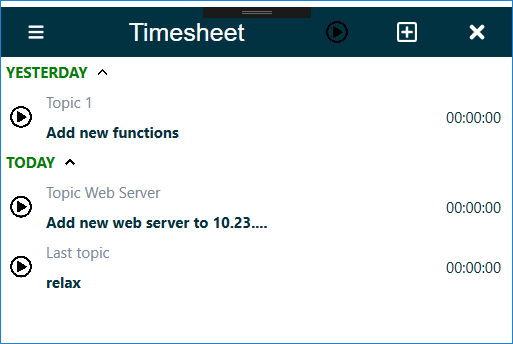 Timesheet
YESTERDAY
Topic 1
Add new functions
00:00:00
TODAY
Topic Web Server
Add new web server to 10.23....
00:00:00
Last topic
relax
00:00:00